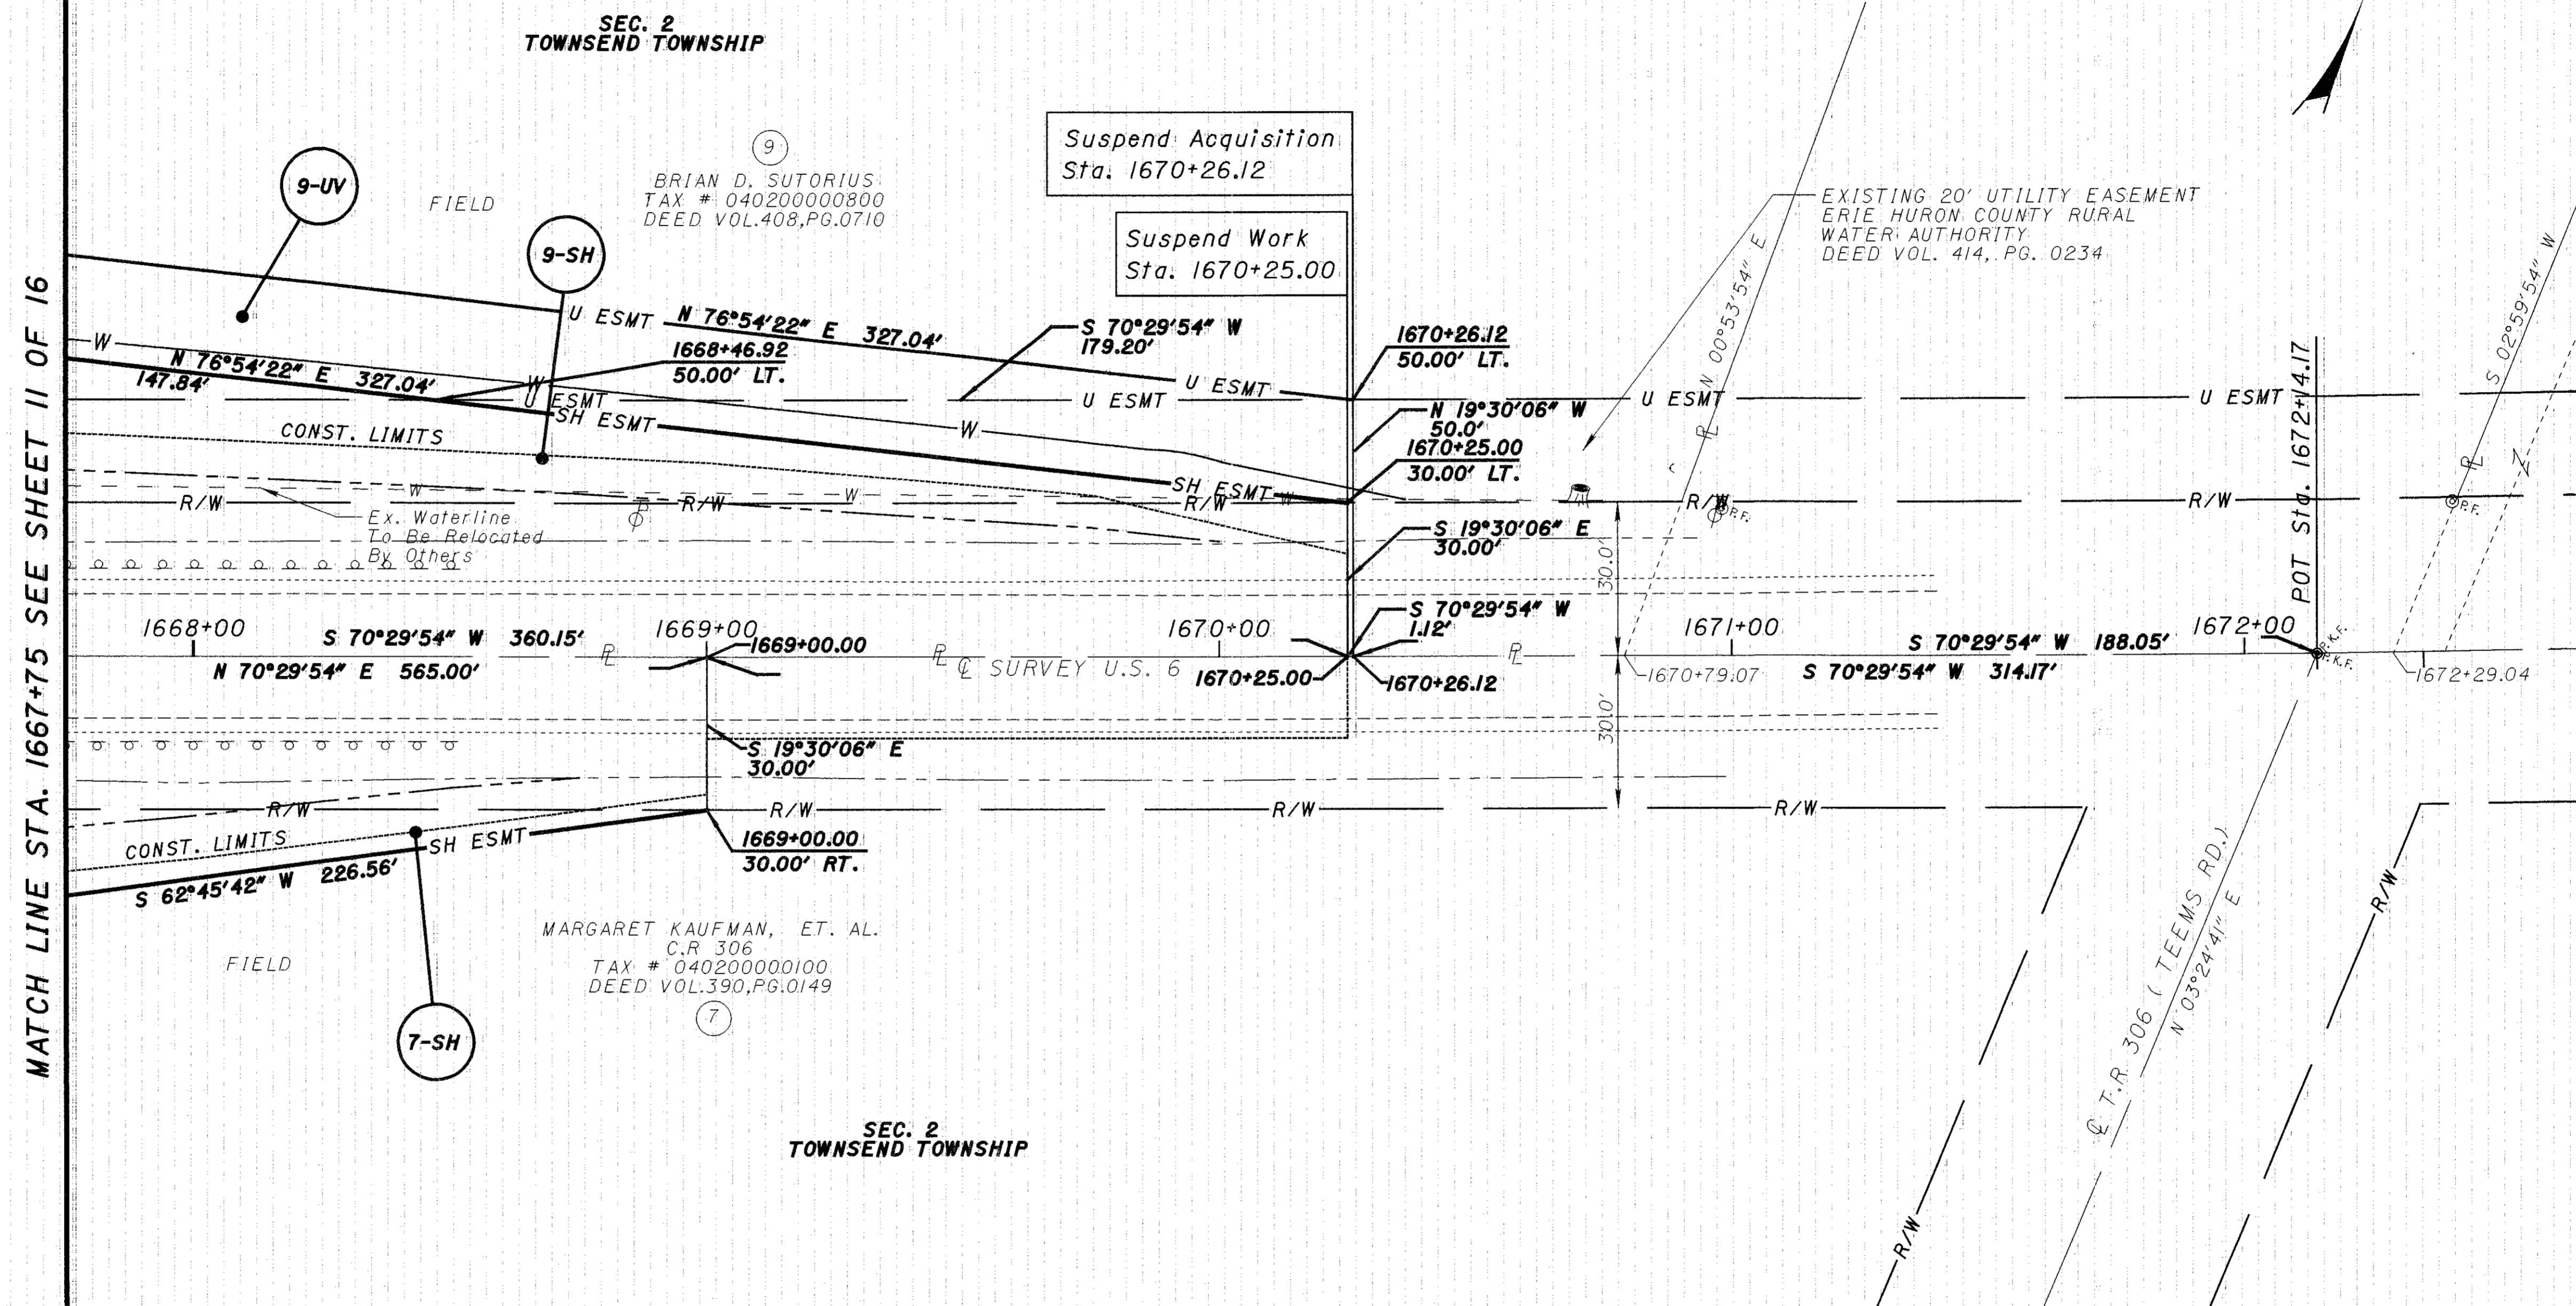 SEC. 2
TOWNSEND TOWNSHIP
MATCH LINE STA. 1667+75 SEE SHEET 11 OF 16
9-UV
FIELD
9
BRIAN D. SUTORIUS
TAX # 040200000800
DEED VOL.408,PG.0710
9-SH
Suspend Acquisition
Sta. 1670+26.12
Suspend Work
Sta. 1670+25.00
EXISTING 20' UTILITY EASEMENT
ERIE HURON COUNTY RURAL
WATER AUTHORITY
DEED VOL. 414, PG. 0234
N 00°53'54" E
S 02°59'54" W
POT Sta. 1672+14.17
U ESMT
N 76°54'22" E 327.04'
S 70°29'54" W
179.20'
1670+26.12
50.00' LT.
W
N 76°54'22" E 327.04'
147.84'
1668+46.92
50.00' LT.
W
U ESMT
U ESMT
U ESMT
U ESMT
U ESMT
SH ESMT
CONST. LIMITS
W
N 19°30'06" W
50.0'
1670+25.00
30.00' LT.
PL
PL
SH ESMT
W
R/W
W
R/W
W
R/W
R/W
P.F.
R/W
P.F.
Ex. Waterline
To Be Relocated
By Others
S 19°30'06" E
30.00'
30.0'
S 70°29'54" W
1.12'
1668+00
S 70°29'54" W 360.15'
PL
1669+00
1669+00.00
1670+00
1671+00
S 70°29'54" W 188.05'
1672+00
P.K.F.
P.K.F.
N 70°29'54" E 565.00'
PL
CL SURVEY U.S. 6
1670+25.00
1670+26.12
PL
1670+79.07
S 70°29'54" W 314.17'
1672+29.04
30.0'
S 19°30'06" E
30.00'
R/W
R/W
R/W
R/W
CONST. LIMITS
SH ESMT
1669+00.00
30.00' RT.
S 62°45'42" W 226.56'
R/W
CL T.R. 306 ( TEEMS RD.)
N 03°24'41" E
MARGARET KAUFMAN, ET. AL.
C.R 306
TAX # 040200000100
DEED VOL.390,PG.0149
7
FIELD
7-SH
SEC. 2
TOWNSEND TOWNSHIP
R/W